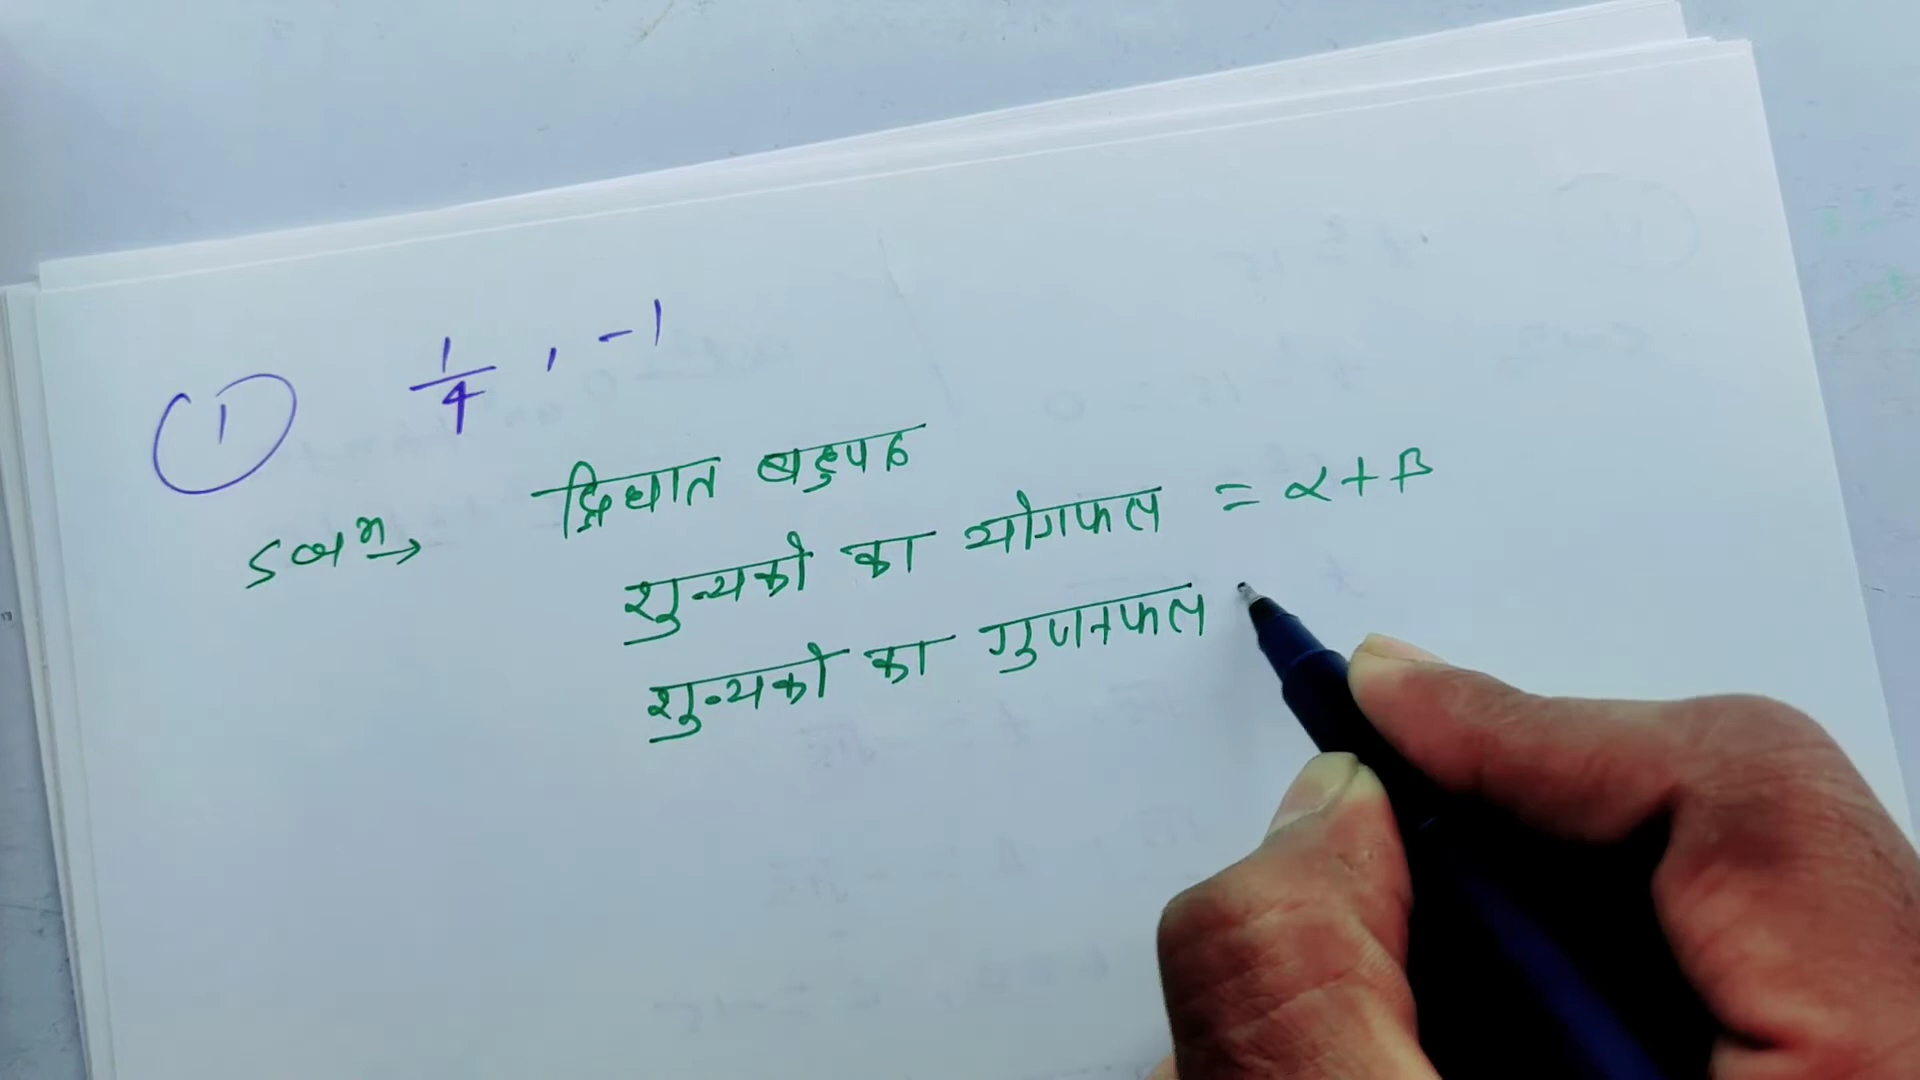 ① 1/4 , -1
Solⁿ→ द्विघात बहुपद
शुन्यको का योगफल = α+β
शुन्यको का गुणनफल